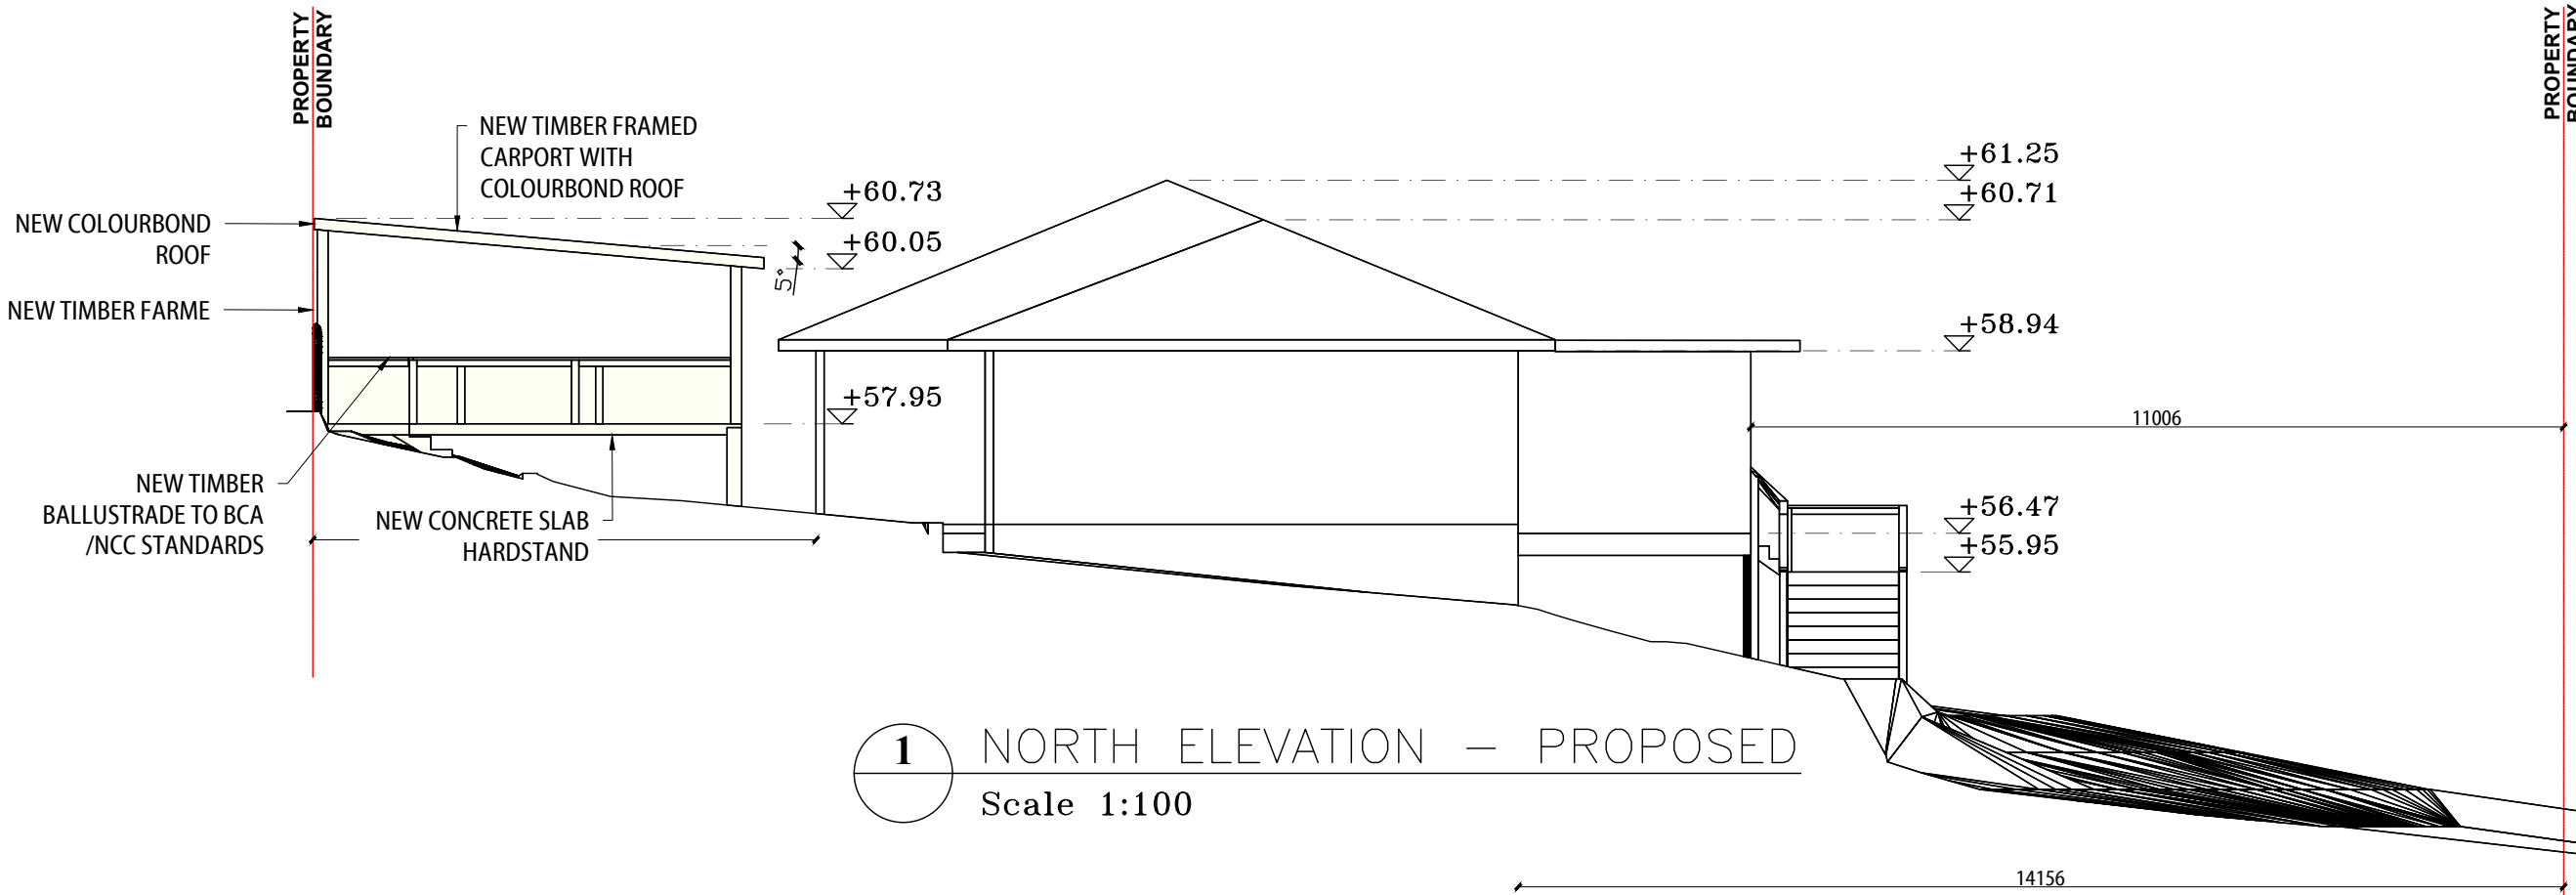 PROPERTY
BOUNDARY
PROPERTY
BOUNDARY
NEW TIMBER FRAMED
CARPORT WITH
COLOURBOND ROOF
NEW COLOURBOND
ROOF
NEW TIMBER FARME
NEW TIMBER
BALLUSTRADE TO BCA
/NCC STANDARDS
NEW CONCRETE SLAB
HARDSTAND
+60.73
+60.05
5°
+57.95
+61.25
+60.71
+58.94
11006
+56.47
+55.95
1 NORTH ELEVATION - PROPOSED
Scale 1:100
14156